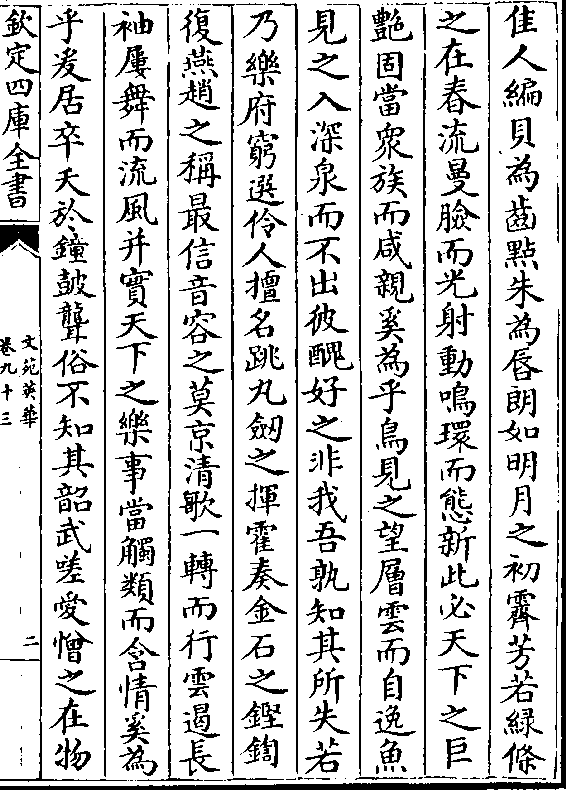 佳人編貝為齒點朱為唇朗如明月之初霽芳若緑條
之在春流曼臉而光射動鳴環而態新此必天下之巨
艷固當衆族而咸親奚為乎鳥見之望層雲而自逸魚
見之入深泉而不出彼醜好之非我吾孰知其所失若
乃樂府窮選伶人擅名跳丸劒之揮霍奏金石之鏗鍧
復燕趙之稱最信音容之莫京清歌一轉而行雲遏長
袖屢舞而流風并實天下之樂事當觸類而含情奚為
乎爰居卒夭於鐘鼓聾俗不知其韶武嗟愛憎之在物
欽定四庫全書
文苑英華
卷九十三
二